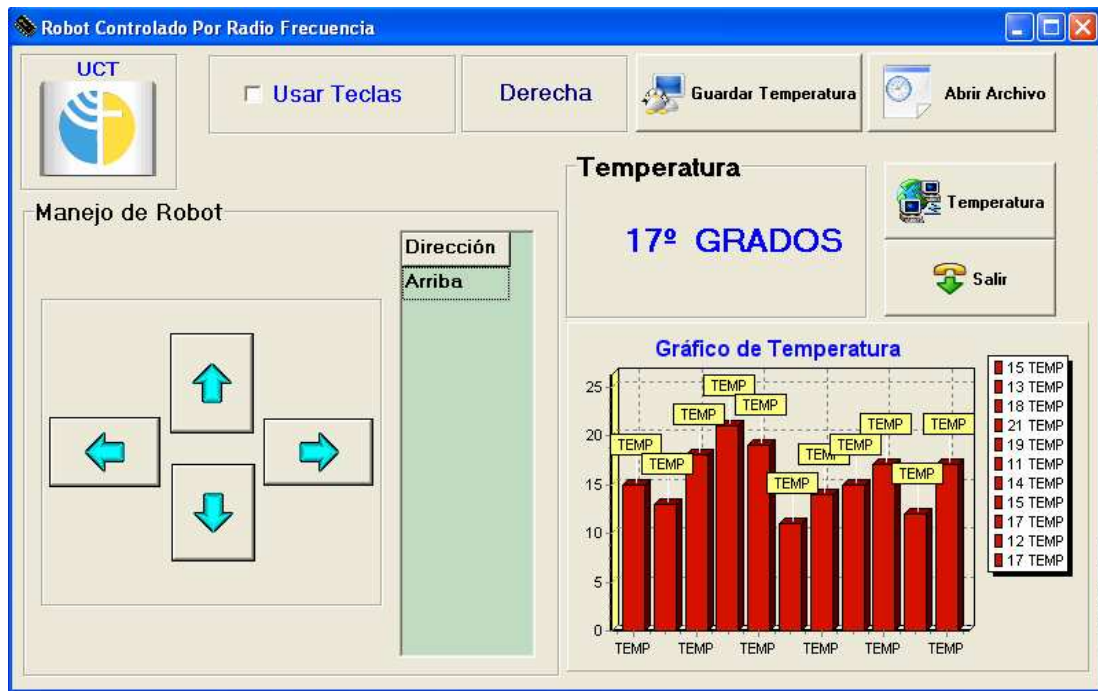 Robot Controlado Por Radio Frecuencia
UCT
Usar Teclas
Derecha
Guardar Temperatura
Abrir Archivo
Temperatura
17º GRADOS
Temperatura
Salir
Manejo de Robot
Dirección
Arriba
Gráfico de Temperatura
25
20
15
10
5
0
TEMP
TEMP
TEMP
TEMP
TEMP
TEMP
TEMP
TEMP
TEMP
TEMP
TEMP
TEMP TEMP TEMP TEMP TEMP TEMP
15 TEMP
13 TEMP
18 TEMP
21 TEMP
19 TEMP
11 TEMP
14 TEMP
15 TEMP
17 TEMP
12 TEMP
17 TEMP